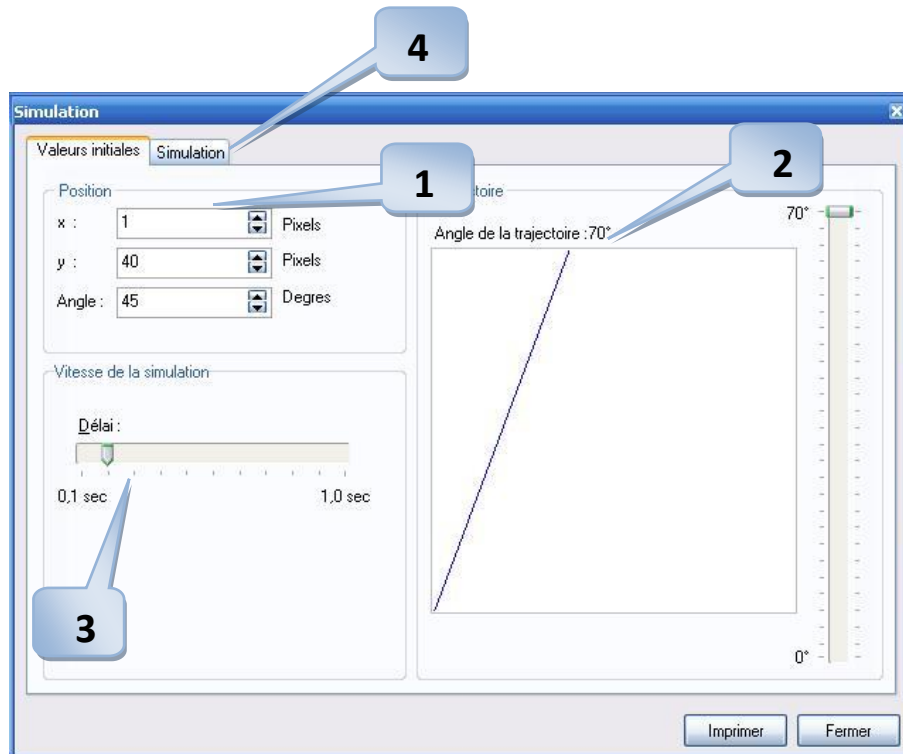 4
Simulation
Valeurs initiales Simulation
Position
1
x : 1 Pixels
y : 40 Pixels
Angle : 45 Degres
Vitesse de la simulation
Délai :
0,1 sec 1,0 sec
3
2
Angle de la trajectoire :70°
70°
0°
Imprimer Fermer